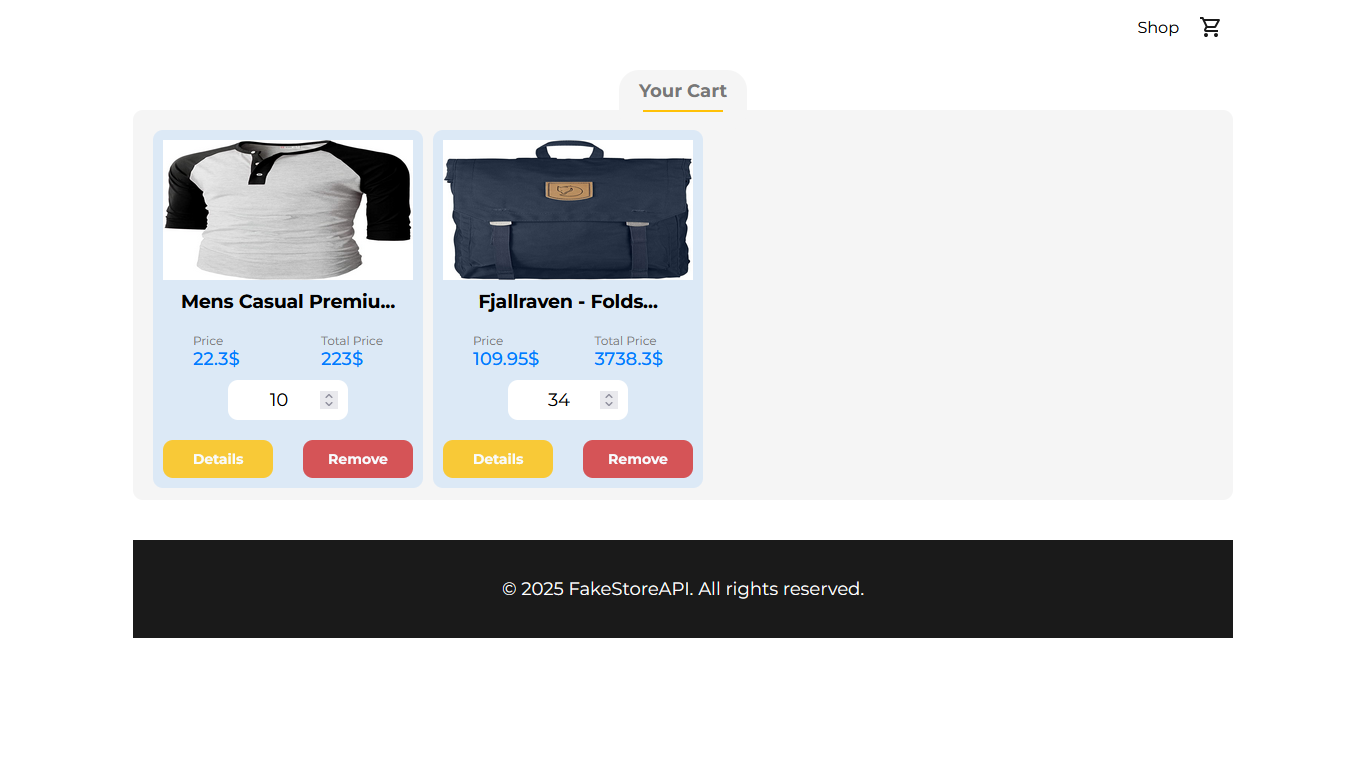 Shop
Your Cart
Mens Casual Premiu...
Price
Total Price
22.3$
223$
10
Details
Remove
Fjallraven - Folds...
Price
Total Price
109.95$
3738.3$
34
Details
Remove
© 2025 FakeStoreAPI. All rights reserved.